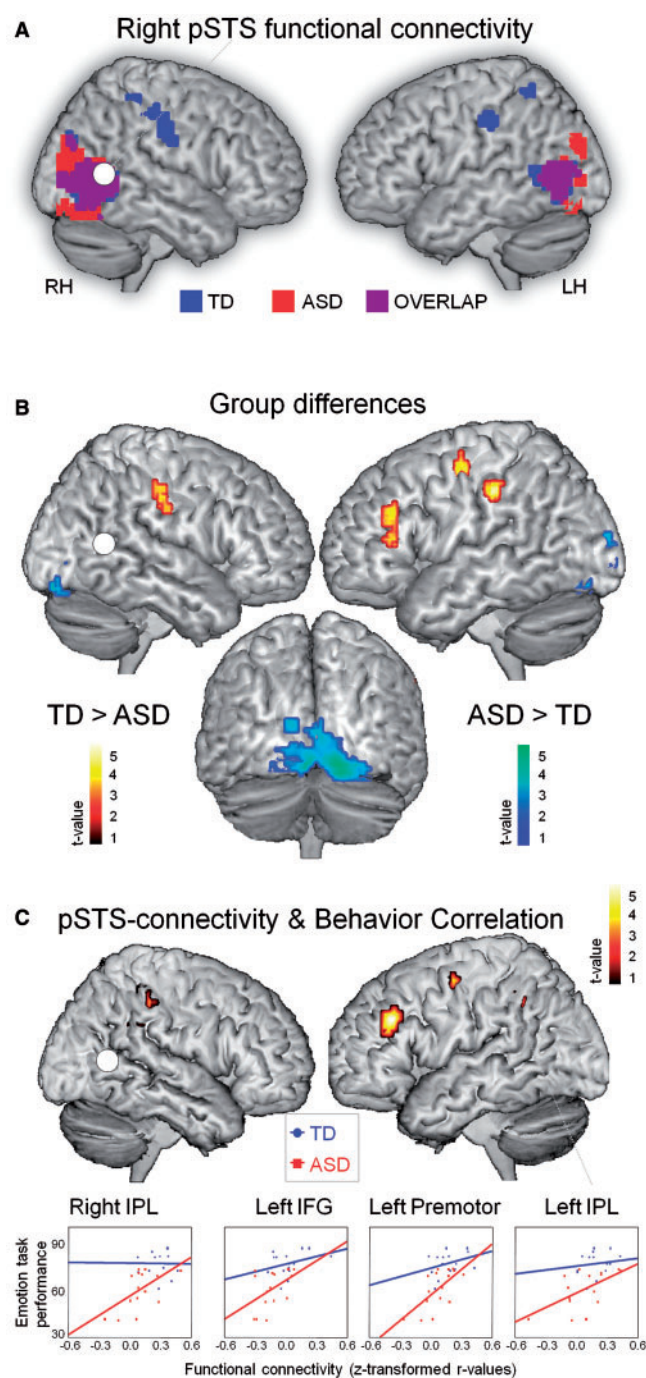 A
Right pSTS functional connectivity
RH
LH
TD ASD OVERLAP
B
Group differences
TD > ASD
ASD > TD
t-value
5
4
3
2
1
t-value
5
4
3
2
1
C
pSTS-connectivity & Behavior Correlation
t-value
5
4
3
2
1
TD
ASD
Right IPL Left IFG Left Premotor Left IPL
Emotion task
performance
90
60
30
-0.6 -0.3 0.0 0.3 0.6 -0.6 -0.3 0.0 0.3 0.6 -0.6 -0.3 0.0 0.3 0.6 -0.6 -0.3 0.0 0.3 0.6
Functional connectivity (z-transformed r-values)